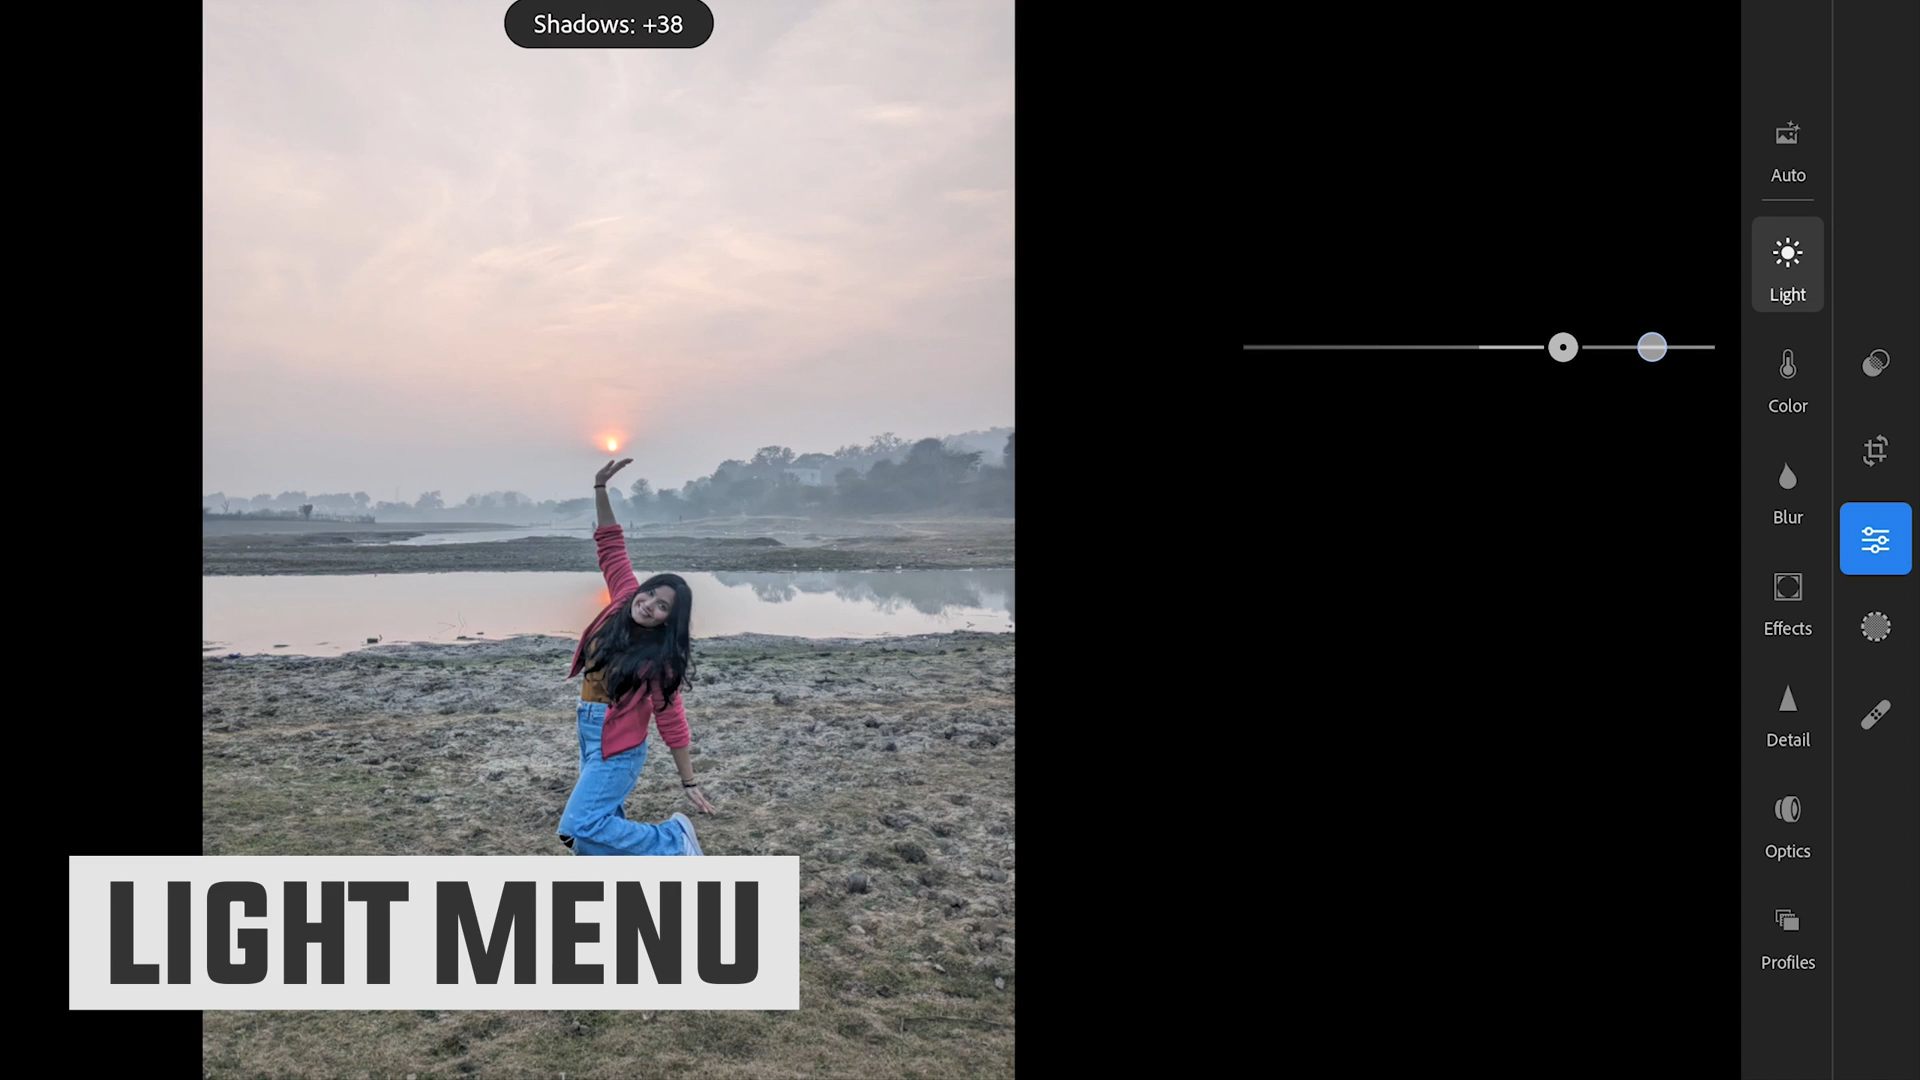 Shadows: +38
Auto
Light
Color
Blur
Effects
Detail
Optics
Profiles
LIGHT MENU